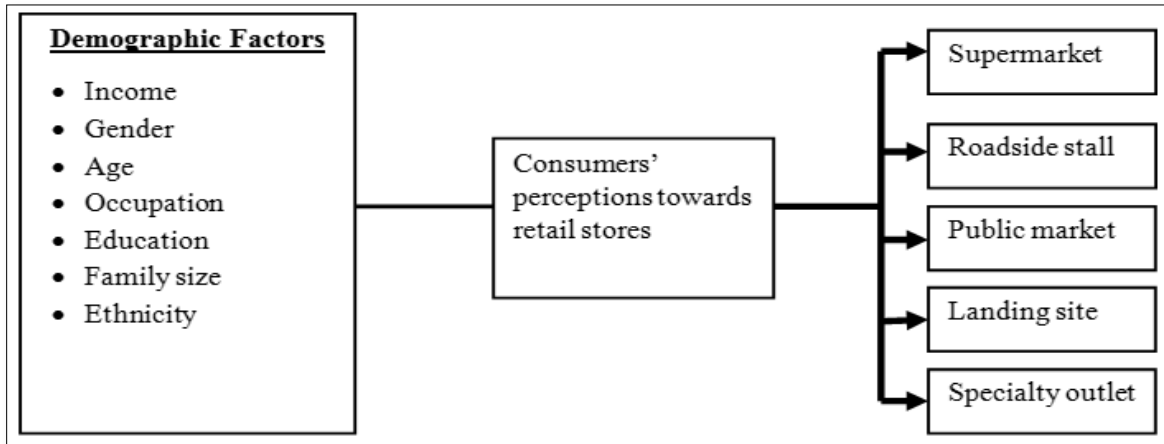 Demographic Factors
• Income
• Gender
• Age
• Occupation
• Education
• Family size
• Ethnicity
Consumers’
perceptions towards
retail stores
Supermarket
Roadside stall
Public market
Landing site
Specialty outlet